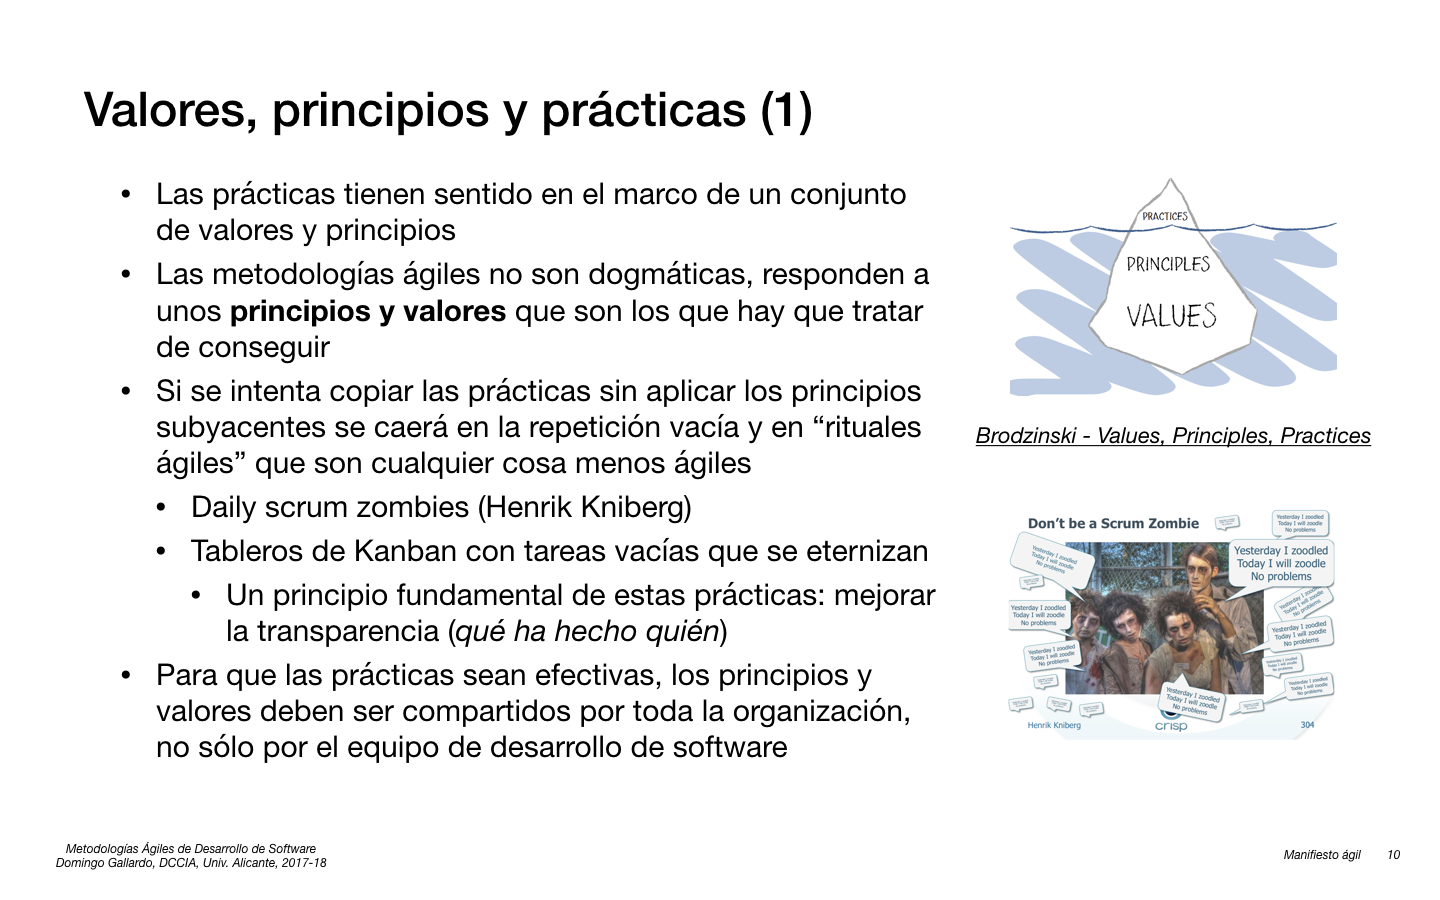 Valores, principios y prácticas (1)
• Las prácticas tienen sentido en el marco de un conjunto
de valores y principios
• Las metodologías ágiles no son dogmáticas, responden a
unos principios y valores que son los que hay que tratar
de conseguir
• Si se intenta copiar las prácticas sin aplicar los principios
subyacentes se caerá en la repetición vacía y en “rituales
ágiles” que son cualquier cosa menos ágiles
• Daily scrum zombies (Henrik Kniberg)
• Tableros de Kanban con tareas vacías que se eternizan
• Un principio fundamental de estas prácticas: mejorar
la transparencia (qué ha hecho quién)
• Para que las prácticas sean efectivas, los principios y
valores deben ser compartidos por toda la organización,
no sólo por el equipo de desarrollo de software
PRACTICES
PRINCIPLES
VALUES
Brodzinski - Values, Principles, Practices
Don’t be a Scrum Zombie
Yesterday I zoodled
Today I will zoodle
No problems
Yesterday I zoodled
Today I will zoodle
No problems
Yesterday I zoodled
Today I will zoodle
No problems
Yesterday I zoodled
Today I will zoodle
No problems
Yesterday I zoodled
Today I will zoodle
No problems
Yesterday I zoodled
Today I will zoodle
No problems
Yesterday I zoodled
Today I will zoodle
No problems
Yesterday I zoodled
Today I will zoodle
No problems
Yesterday I zoodled
Today I will zoodle
No problems
Henrik Kniberg
crisp
304
Metodologías Ágiles de Desarrollo de Software
Domingo Gallardo, DCCIA, Univ. Alicante, 2017-18
Manifiesto ágil 10